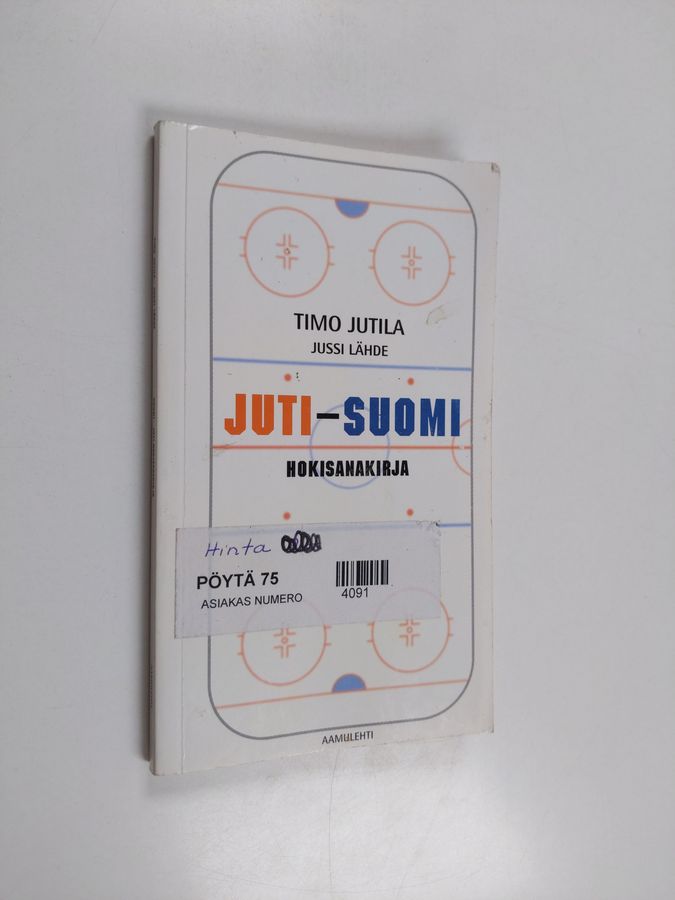 TIMO JUTILA
JUSSI LÄHDE
JUTI–SUOMI
HOKISANAKIRJA
Hinta
PÖYTÄ 75
ASIAKAS NUMERO
4091
AAMULEHTI